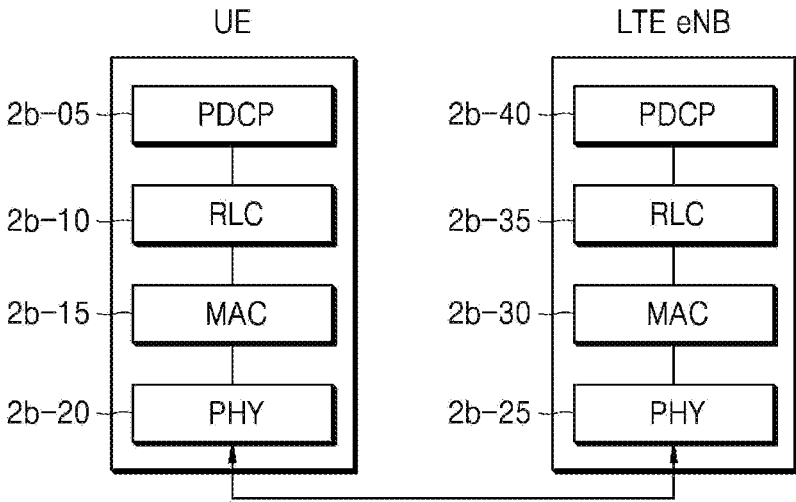 UE
LTE eNB
2b-05
PDCP
2b-40
PDCP
2b-10
RLC
2b-35
RLC
2b-15
MAC
2b-30
MAC
2b-20
PHY
2b-25
PHY